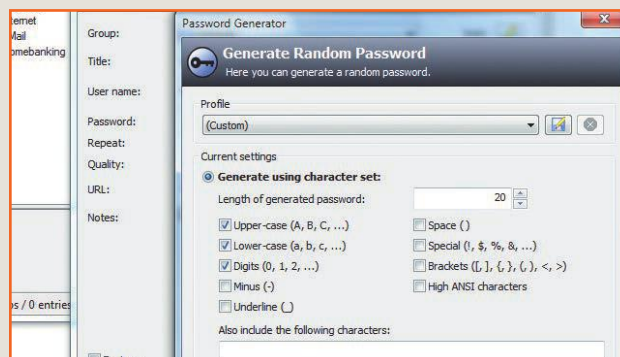 Mail
Group:
Title:
User name:
Password:
Repeat:
Quality:
URL:
Notes:
/ 0 entries
Password Generator
Generate Random Password
Here you can generate a random password.
Profile
(Custom)
Current settings
Generate using character set:
Length of generated password: 20
Upper-case (A, B, C, ...)
Space ( )
Lower-case (a, b, c, ...)
Special (!, $, %, &, ...)
Digits (0, 1, 2, ...)
Brackets ([, ], {, }, (, ), <, >)
Minus (-)
High ANSI characters
Underline (_)
Also include the following characters: